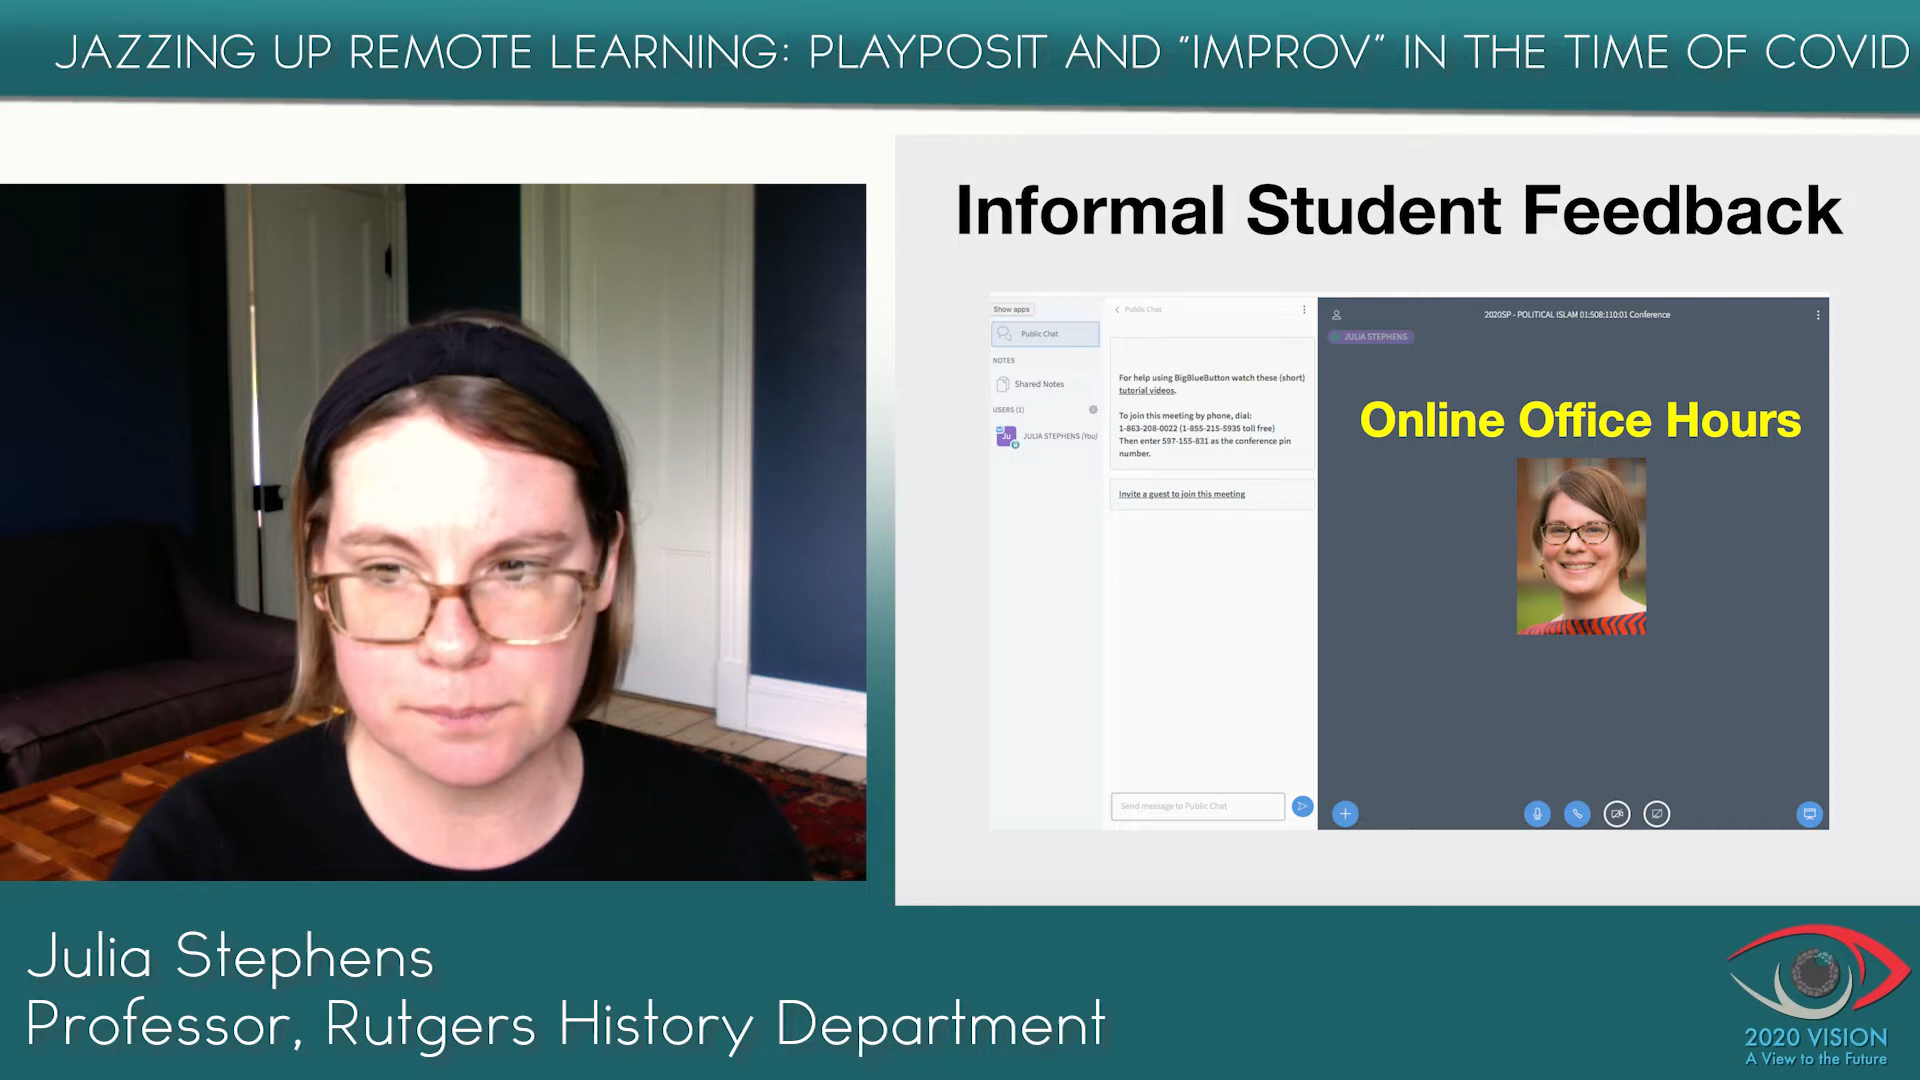 JAZZING UP REMOTE LEARNING: PLAYPOSIT AND "IMPROV" IN THE TIME OF COVID
Informal Student Feedback
Show apps
Public Chat
NOTES
Shared Notes
USERS (1)
Ju
JULIA STEPHENS (You)
Public Chat
For help using BigBlueButton watch these (short)
tutorial videos.
To join this meeting by phone, dial:
1-863-208-0022 (1-855-215-5935 toll free)
Then enter 597-155-831 as the conference pin
number.
Invite a guest to join this meeting
Send message to Public Chat
2020SP - POLITICAL ISLAM 01:508:110:01 Conference
JULIA STEPHENS
Online Office Hours
Julia Stephens
Professor, Rutgers History Department
2020 VISION
A View to the Future